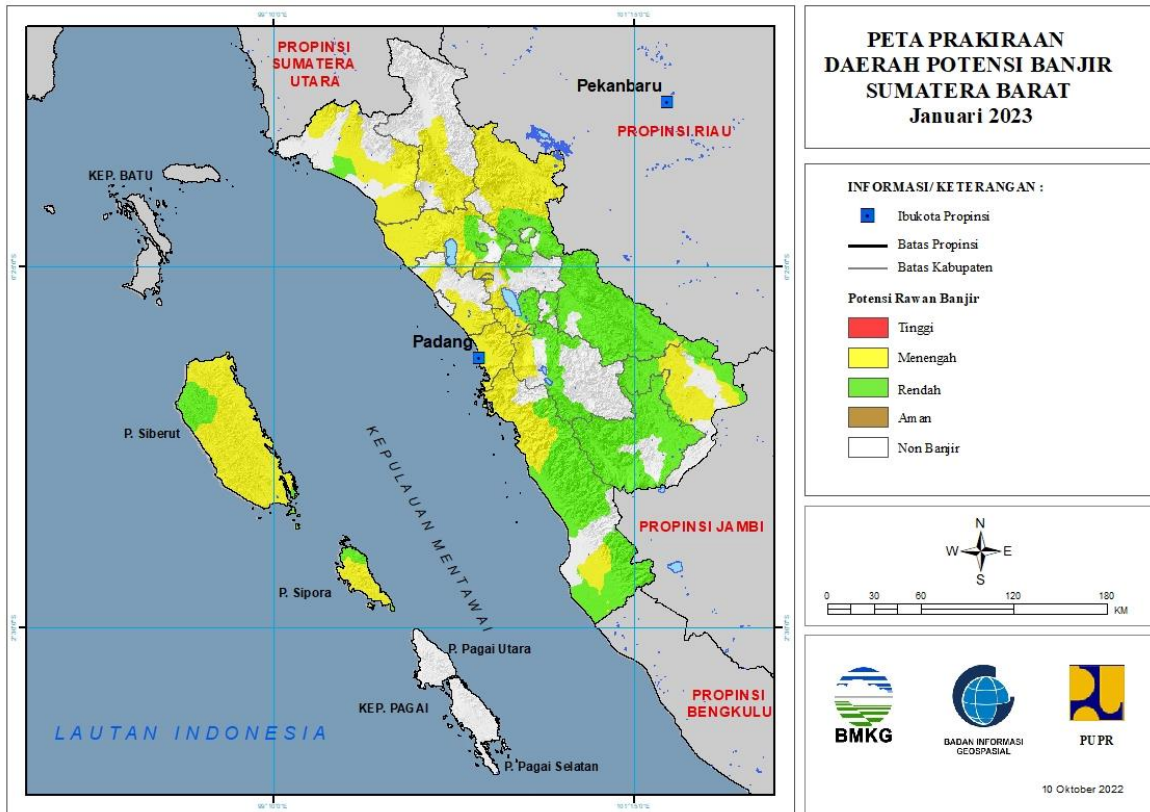 PETA PRAKIRAAN
DAERAH POTENSI BANJIR
SUMATERA BARAT
Januari 2023
INFORMASI/ KETERANGAN :
Ibukota Propinsi
Batas Propinsi
Batas Kabupaten
Potensi Rawan Banjir
Tinggi
Menengah
Rendah
Aman
Non Banjir
N
W E
S
0 15 30 60 120 180
KM
BMKG
BADAN INFORMASI
GEOSPASIAL
PUPR
10 Oktober 2022
PROPINSI
SUMATERA
UTARA
Pekanbaru
PROPINSI RIAU
KEP. BATU
Padang
P. Siberut
KEPULAUAN MENTAWAI
PROPINSI JAMBI
P. Sipora
P. Pagai Utara
KEP. PAGAI
PROPINSI
BENGKULU
LAUTAN INDONESIA
P. Pagai Selatan